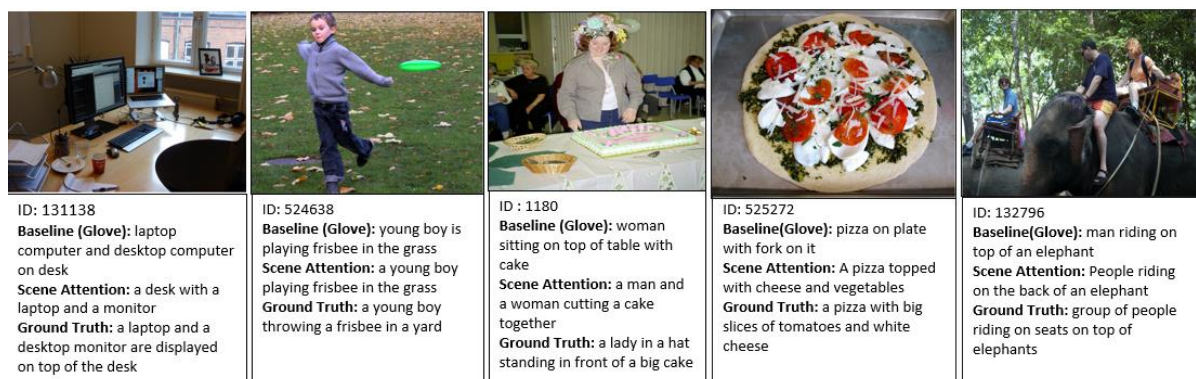 ID: 131138
Baseline (Glove): laptop
computer and desktop computer
on desk
Scene Attention: a desk with a
laptop and a monitor
Ground Truth: a laptop and a
desktop monitor are displayed
on top of the desk
ID: 524638
Baseline (Glove): young boy is
playing frisbee in the grass
Scene Attention: a young boy
playing frisbee in the grass
Ground Truth: a young boy
throwing a frisbee in a yard
ID : 1180
Baseline (Glove): woman
sitting on top of table with
cake
Scene Attention: a man and
a woman cutting a cake
together
Ground Truth: a lady in a hat
standing in front of a big cake
ID: 525272
Baseline(Glove): pizza on plate
with fork on it
Scene Attention: A pizza topped
with cheese and vegetables
Ground Truth: a pizza with big
slices of tomatoes and white
cheese
ID: 132796
Baseline(Glove): man riding on
top of an elephant
Scene Attention: People riding
on the back of an elephant
Ground Truth: group of people
riding on seats on top of
elephants